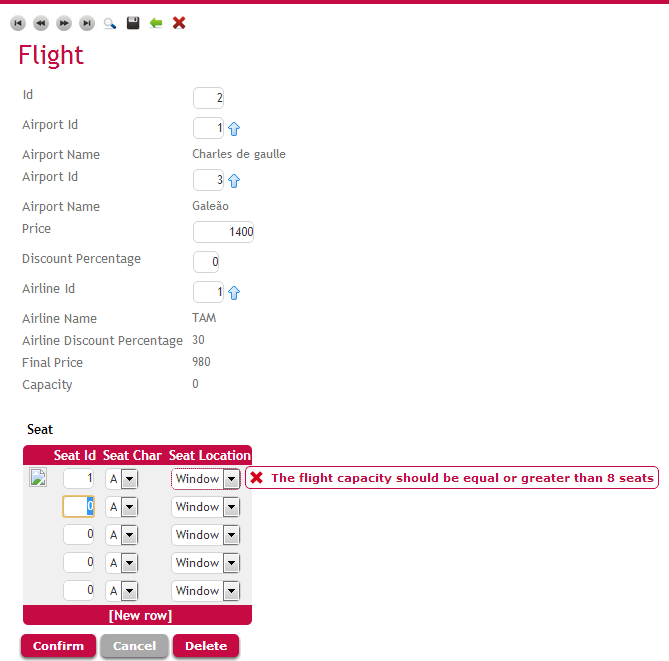 Flight
Id 2
Airport Id 1
Airport Name Charles de gaulle
Airport Id 3
Airport Name Galeão
Price 1400
Discount Percentage 0
Airline Id 1
Airline Name TAM
Airline Discount Percentage 30
Final Price 980
Capacity 0
Seat
Seat Id Seat Char Seat Location
1 A Window The flight capacity should be equal or greater than 8 seats
0 A Window
0 A Window
0 A Window
0 A Window
[New row]
Confirm Cancel Delete